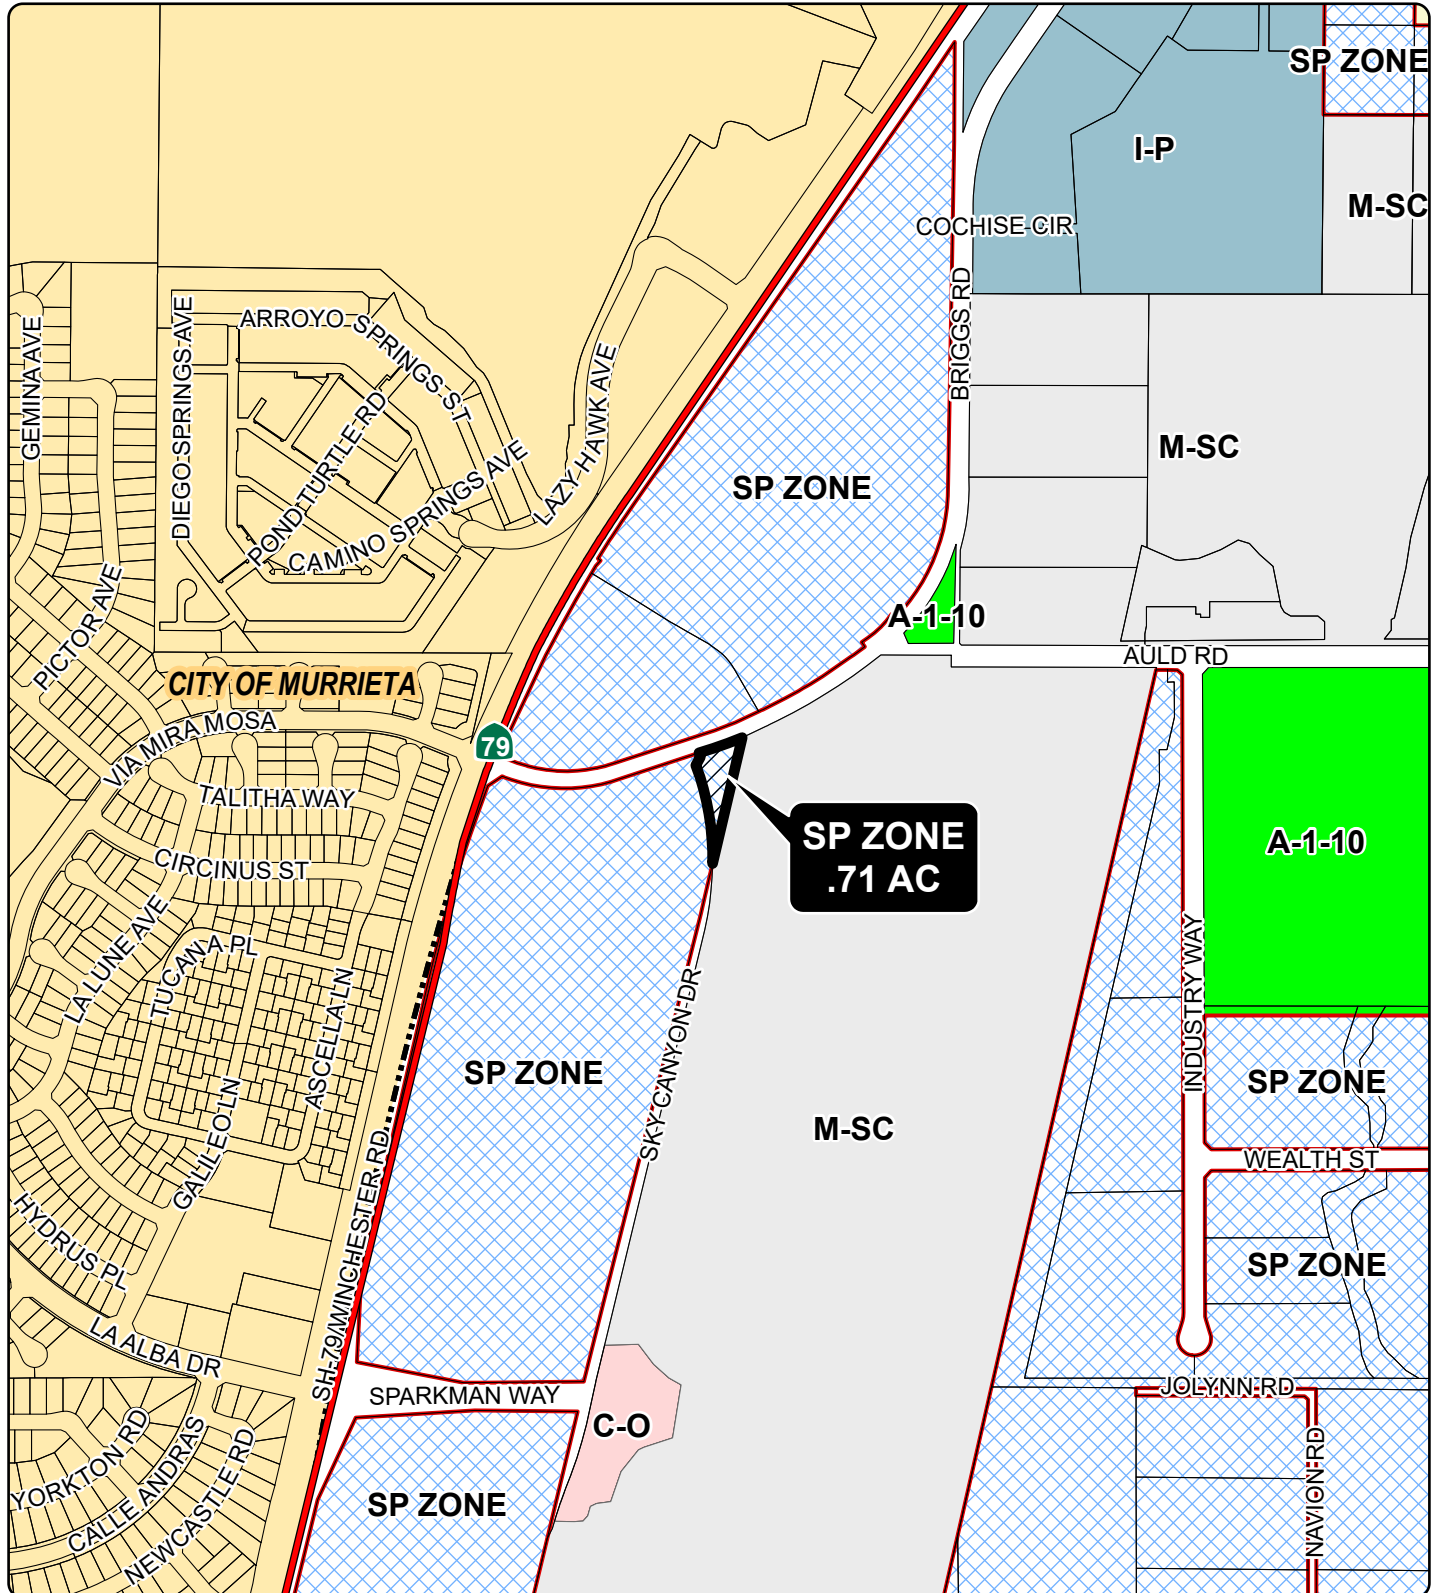 SP ZONE
I-P
M-SC
COCHISE CIR
BRIGGS RD
ARROYO SPRINGS ST
GEMINA AVE
DIEGO SPRINGS AVE
POND TURTLE RD
CAMINO SPRINGS AVE
LAZY HAWK AVE
M-SC
SP ZONE
PICTOR AVE
A-1-10
AULD RD
CITY OF MURRIETA
VIA MIRA MOSA
79
TALITHA WAY
SP ZONE
.71 AC
A-1-10
CIRCINUS ST
LA LUNE AVE
TUCANA PL
ASCELLA LN
GALILEO LN
SKY CANYON DR
INDUSTRY WAY
SP ZONE
SP ZONE
M-SC
WEALTH ST
HYDRUS PL
SH-79/WINCHESTER RD
SP ZONE
LA ALBA DR
SPARKMAN WAY
JOLYNN RD
C-O
YORKTON RD
CALLE ANDRAS
NEWCASTLE RD
SP ZONE
NAVION RD